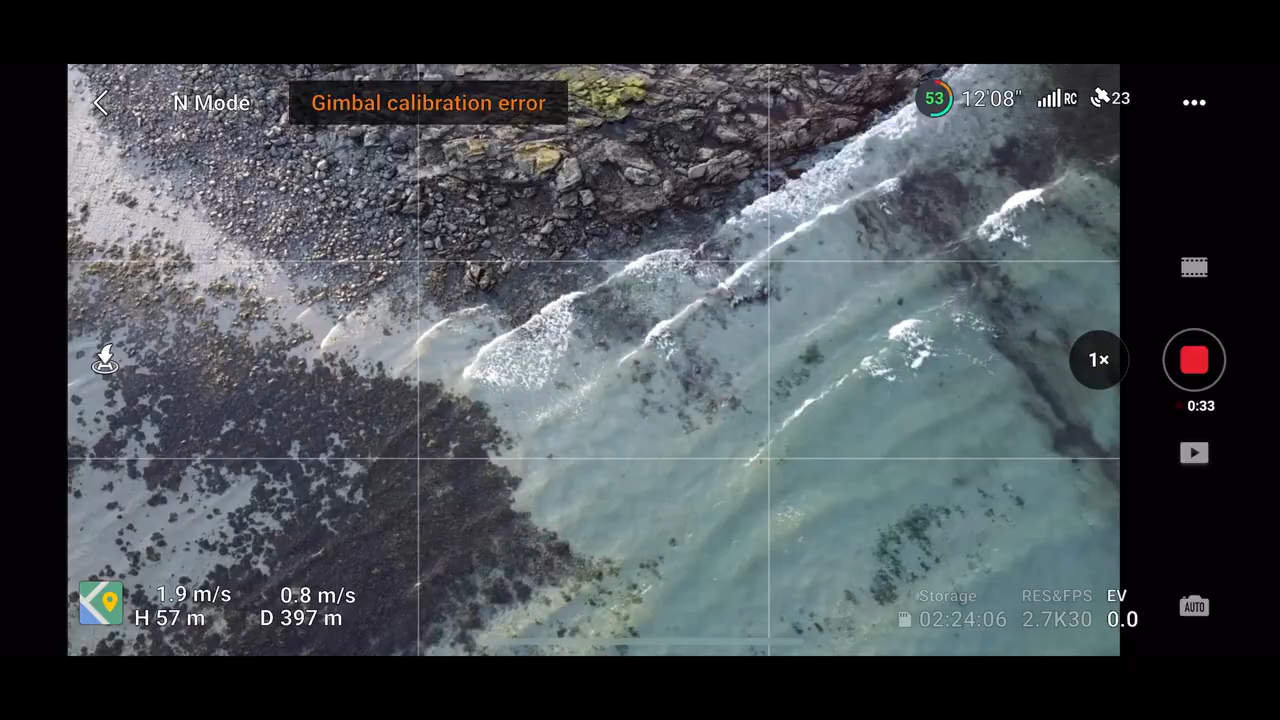 N Mode
Gimbal calibration error
53
12'08"
RC
23
1×
0:33
1.9 m/s
0.8 m/s
H 57 m
D 397 m
Storage
RES&FPS
EV
02:24:06
2.7K30
0.0
AUTO